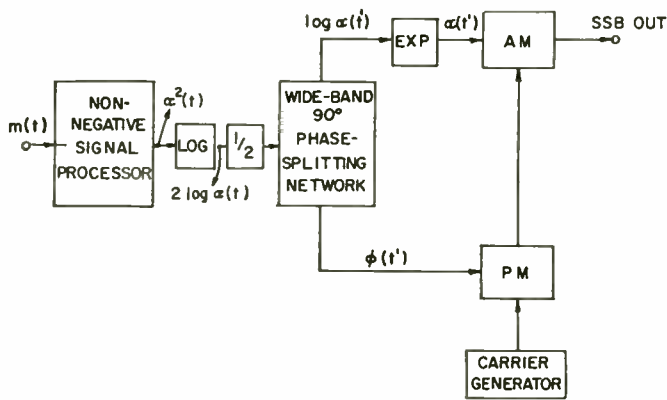 log α(t')
α(t')
SSB OUT
EXP
AM
NON-
NEGATIVE
SIGNAL
PROCESSOR
m(t)
α²(t)
LOG
1/2
2 log α(t)
WIDE-BAND
90°
PHASE-
SPLITTING
NETWORK
φ(t')
PM
CARRIER
GENERATOR